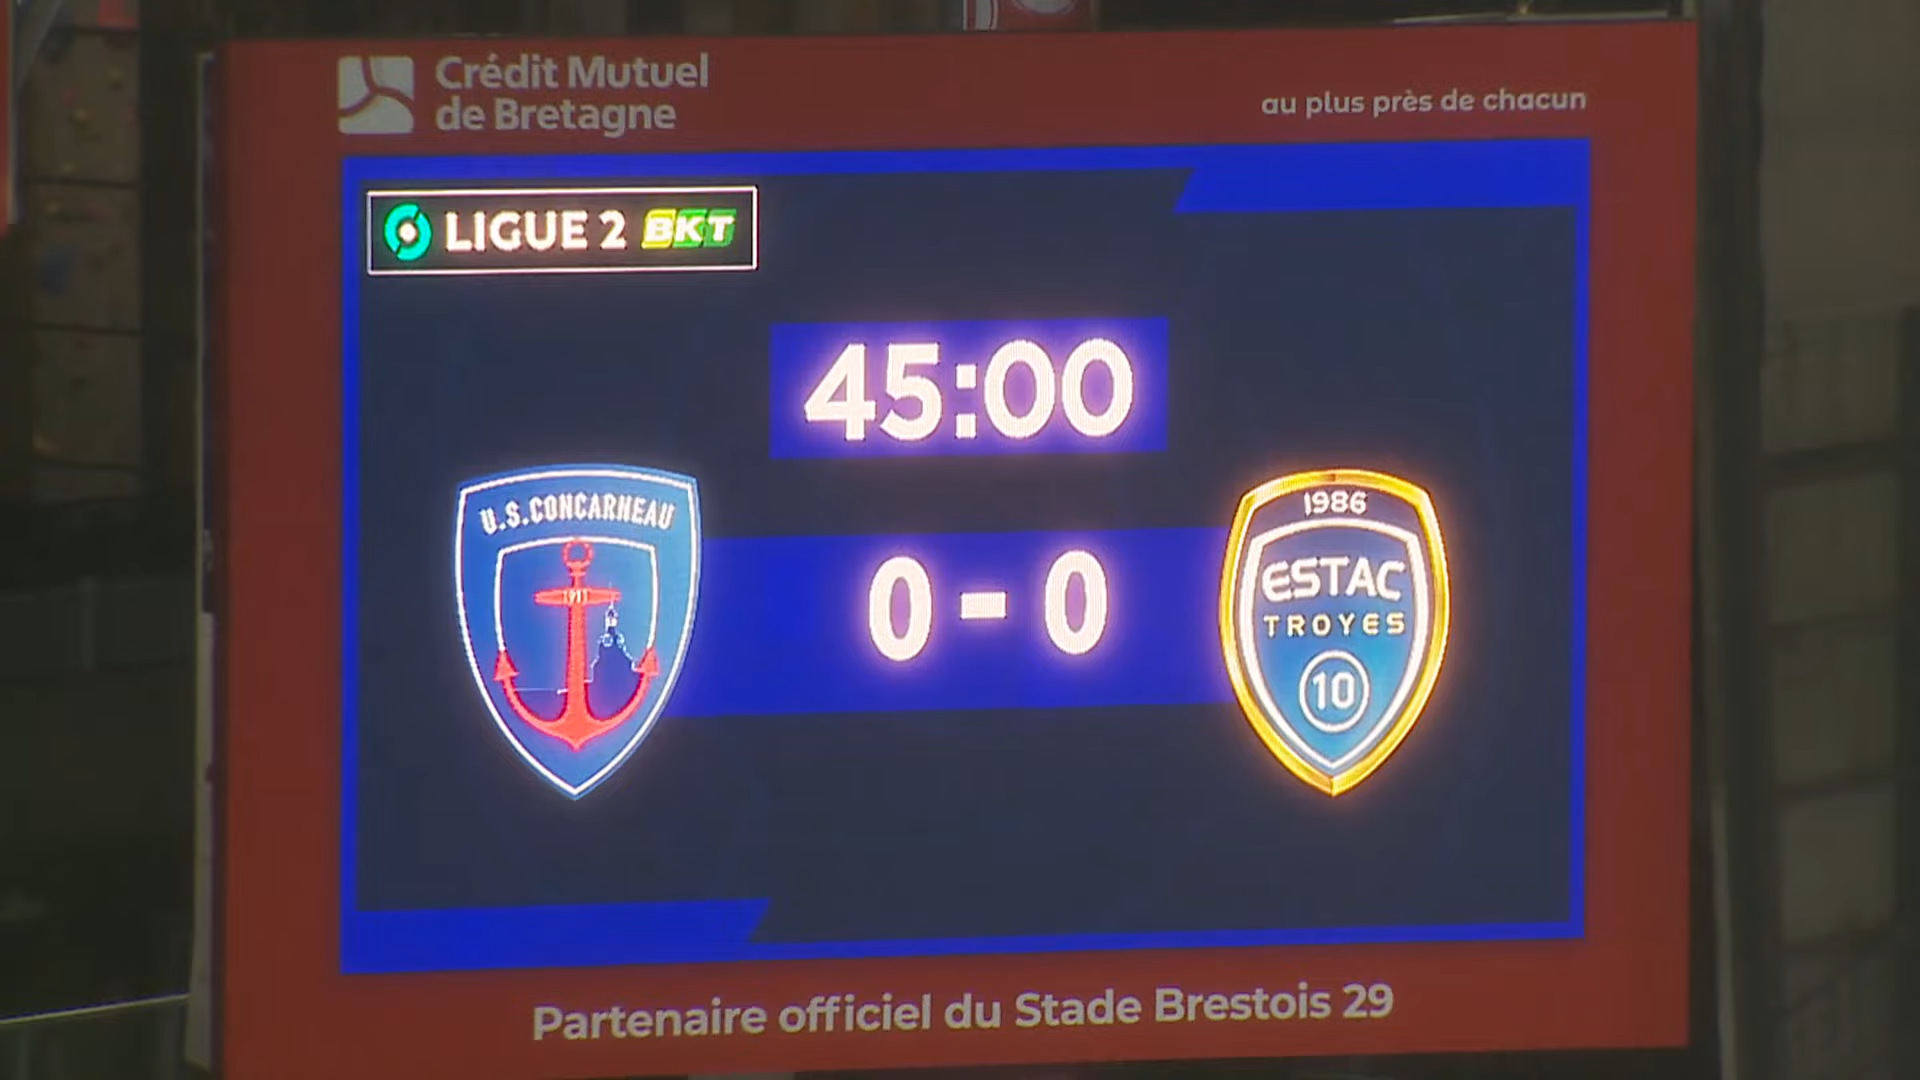 Crédit Mutuel
de Bretagne
au plus près de chacun
LIGUE 2 BKT
45:00
U.S.CONCARNEAU
1911
0 - 0
1986
ESTAC
TROYES
10
Partenaire officiel du Stade Brestois 29